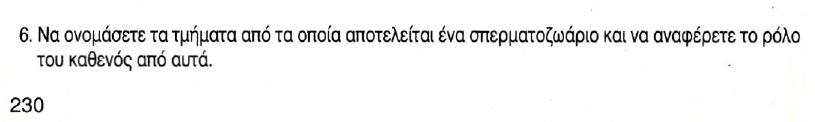 6. Να ονομάσετε τα τμήματα από τα οποία αποτελείται ένα σπερματοζωάριο και να αναφέρετε το ρόλο
του καθενός από αυτά.
230